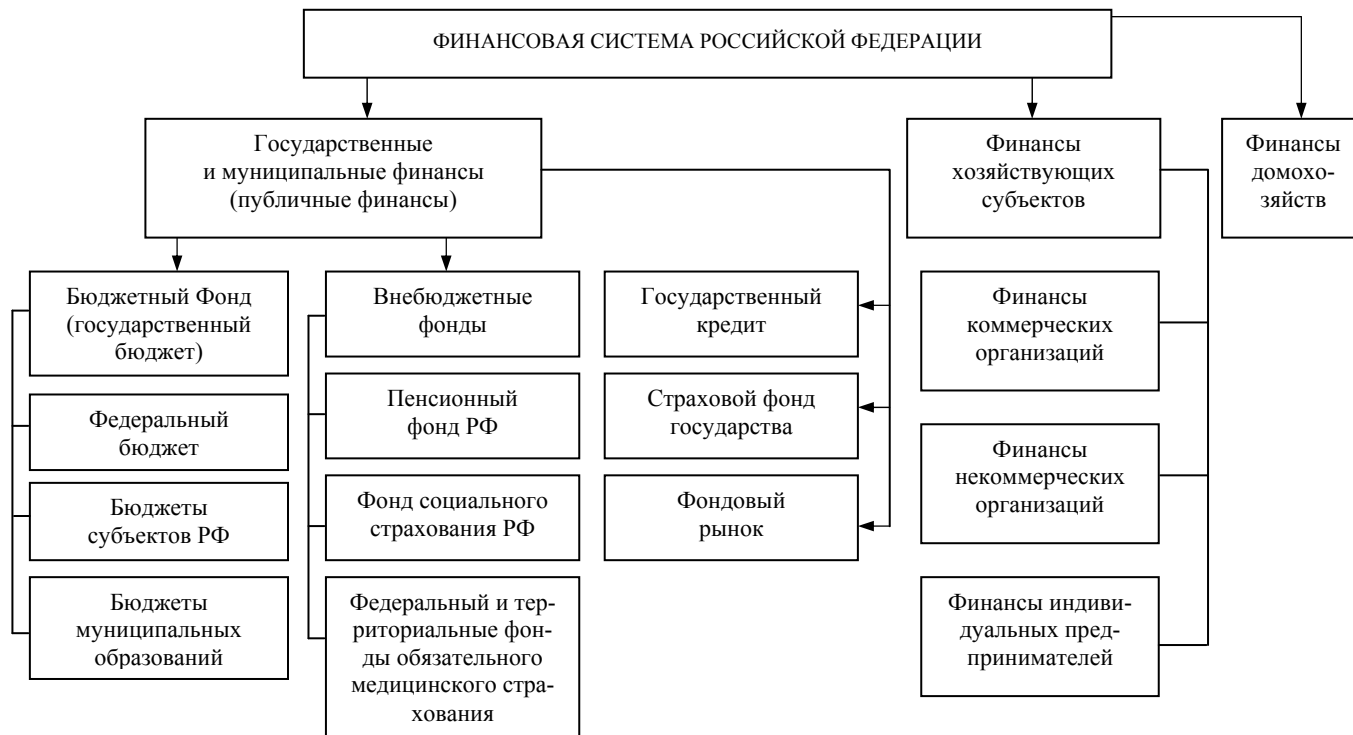 ФИНАНСОВАЯ СИСТЕМА РОССИЙСКОЙ ФЕДЕРАЦИИ
Государственные
и муниципальные финансы
(публичные финансы)
Финансы
хозяйствующих
субъектов
Финансы
домохо-
зяйств
Бюджетный Фонд
(государственный
бюджет)
Федеральный
бюджет
Бюджеты
субъектов РФ
Бюджеты
муниципальных
образований
Внебюджетные
фонды
Пенсионный
фонд РФ
Фонд социального
страхования РФ
Федеральный и тер-
риториальные фон-
ды обязательного
медицинского стра-
хования
Государственный
кредит
Страховой фонд
государства
Фондовый
рынок
Финансы
коммерческих
организаций
Финансы
некоммерческих
организаций
Финансы индиви-
дуальных пред-
принимателей